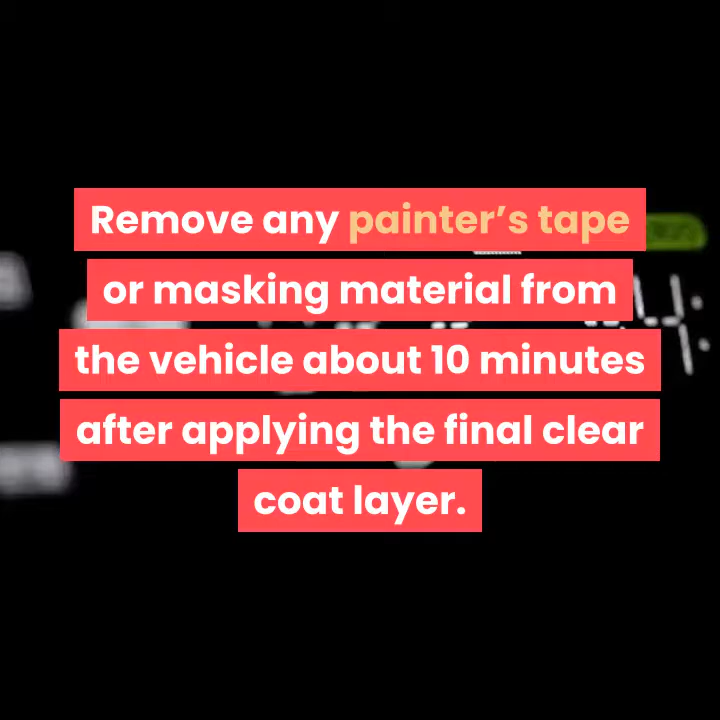 Remove any painter’s tape
or masking material from
the vehicle about 10 minutes
after applying the final clear
coat layer.